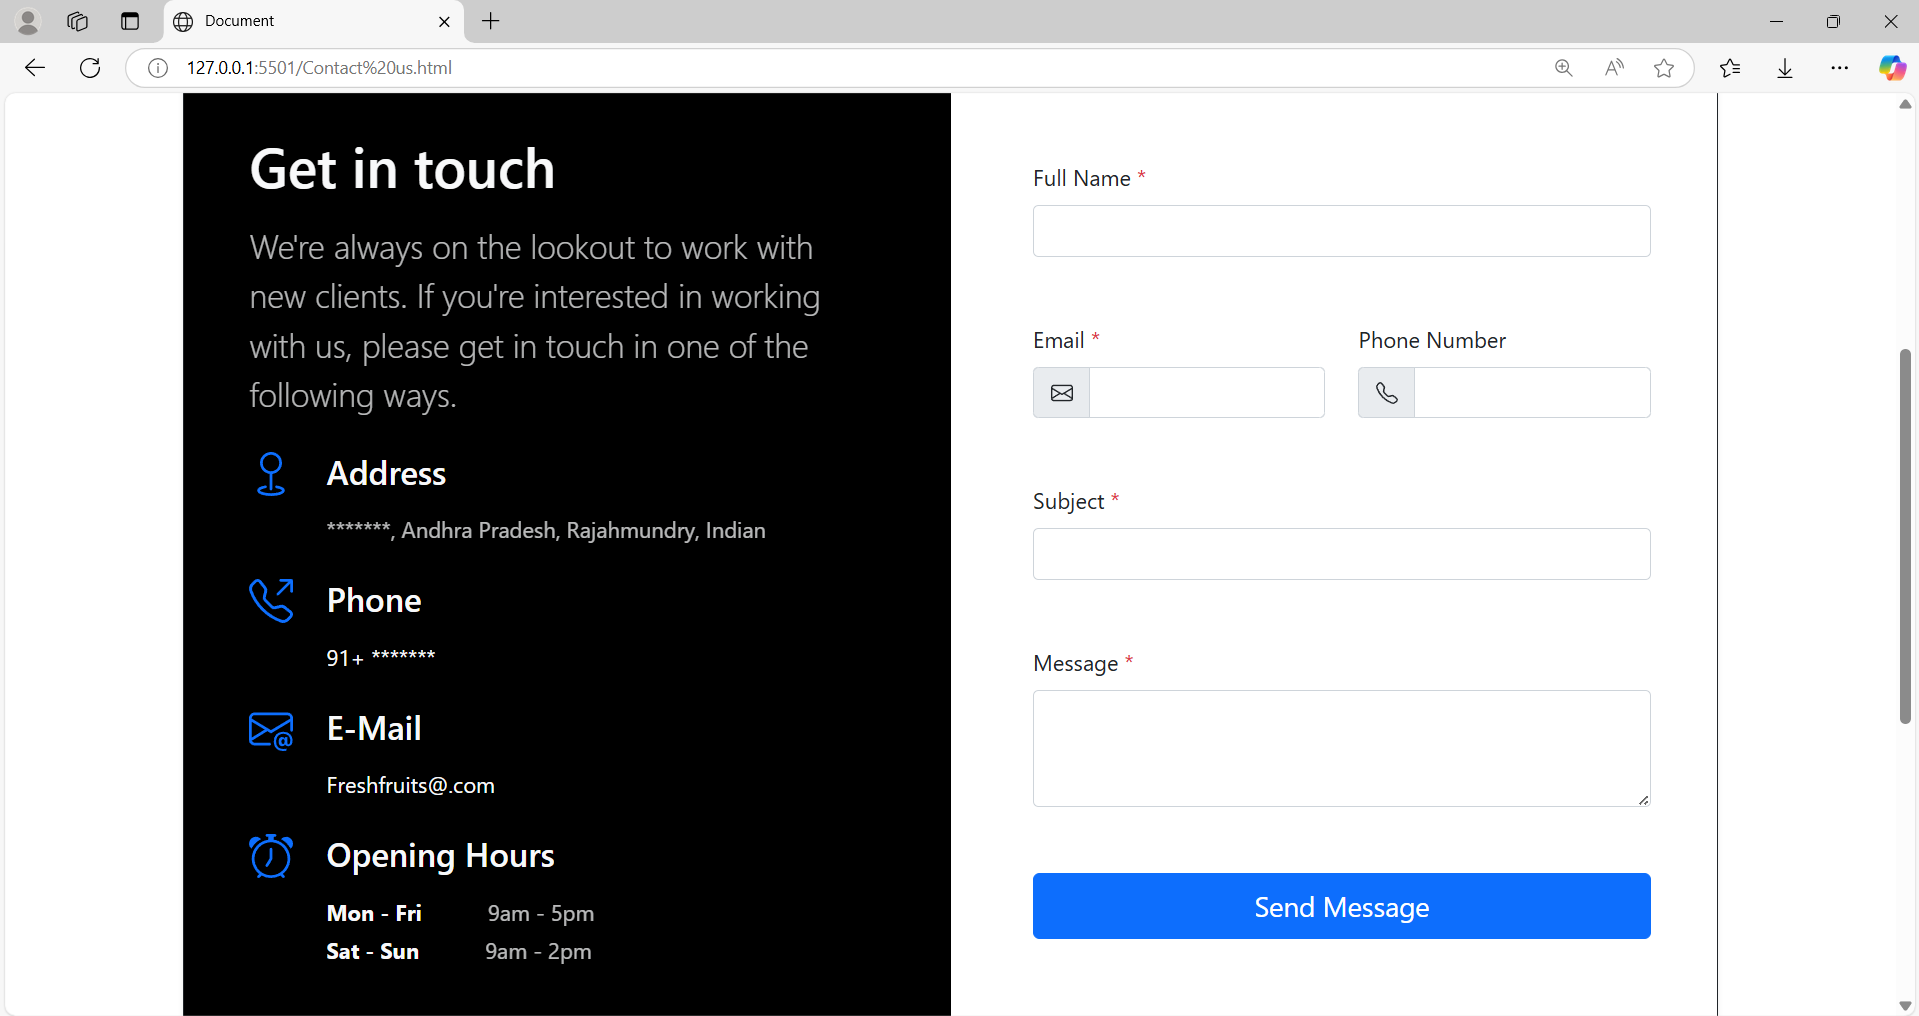 Document
127.0.0.1:5501/Contact%20us.html
Get in touch
We're always on the lookout to work with
new clients. If you're interested in working
with us, please get in touch in one of the
following ways.
Address
*******, Andhra Pradesh, Rajahmundry, Indian
Phone
91+ *******
E-Mail
Freshfruits@.com
Opening Hours
Mon - Fri 9am - 5pm
Sat - Sun 9am - 2pm
Full Name *
Email * Phone Number
Subject *
Message *
Send Message